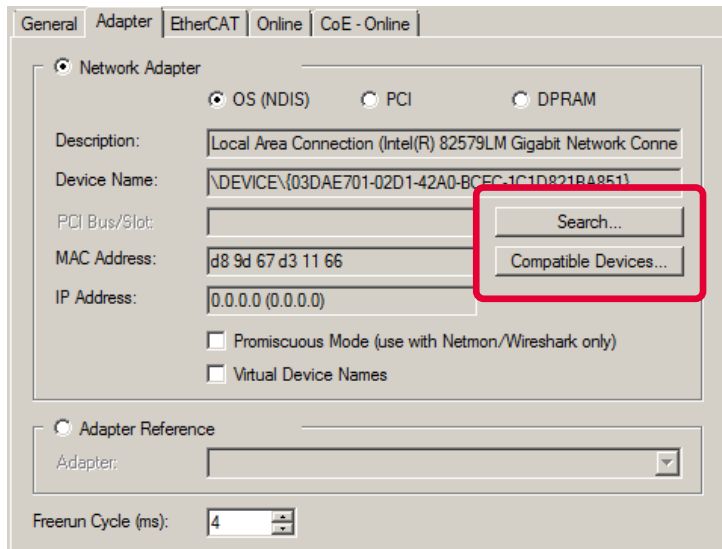 General Adapter EtherCAT Online CoE - Online
Network Adapter
OS (NDIS) PCI DPRAM
Description: Local Area Connection (Intel(R) 82579LM Gigabit Network Conne
Device Name: \DEVICE\{03DAE701-02D1-42A0-BCEC-1C1D821BA851}
PCI Bus/Slot: Search...
MAC Address: d8 9d 67 d3 11 66 Compatible Devices...
IP Address: 0.0.0.0 (0.0.0.0)
Promiscuous Mode (use with Netmon/Wireshark only)
Virtual Device Names
Adapter Reference
Adapter:
Freerun Cycle (ms): 4